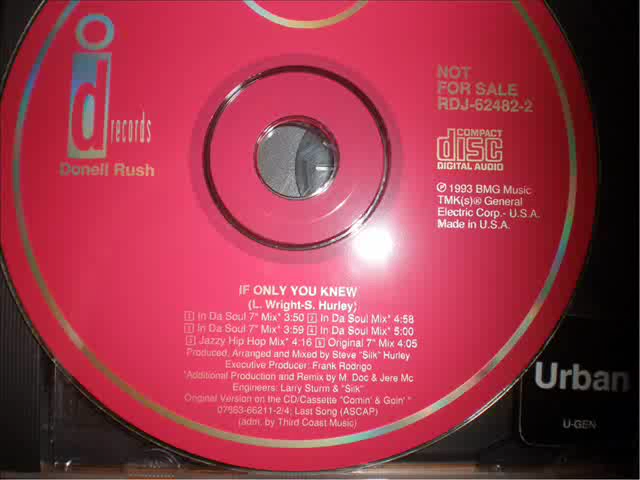 id records
Donell Rush
NOT
FOR SALE
RDJ-62482-2
COMPACT
disc
DIGITAL AUDIO
℗ 1993 BMG Music
TMK(s)® General
Electric Corp.- U.S.A.
Made in U.S.A.
IF ONLY YOU KNEW
(L. Wright-S. Hurley)
1 In Da Soul 7" Mix* 3:50 2 In Da Soul Mix* 4:58
3 In Da Soul 7" Mix* 3:59 4 In Da Soul Mix* 5:00
5 Jazzy Hip Hop Mix* 4:16 6 Original 7" Mix 4:05
Produced, Arranged and Mixed by Steve "Silk" Hurley
Executive Producer: Frank Rodrigo
*Additional Production and Remix by M. Doc & Jere Mc
Engineers: Larry Sturm & "Silk"
Original Version on the CD/Cassette "Comin' & Goin' "
07863-66211-2/4; Last Song (ASCAP)
(adm. by Third Coast Music)
Urban
U-GEN